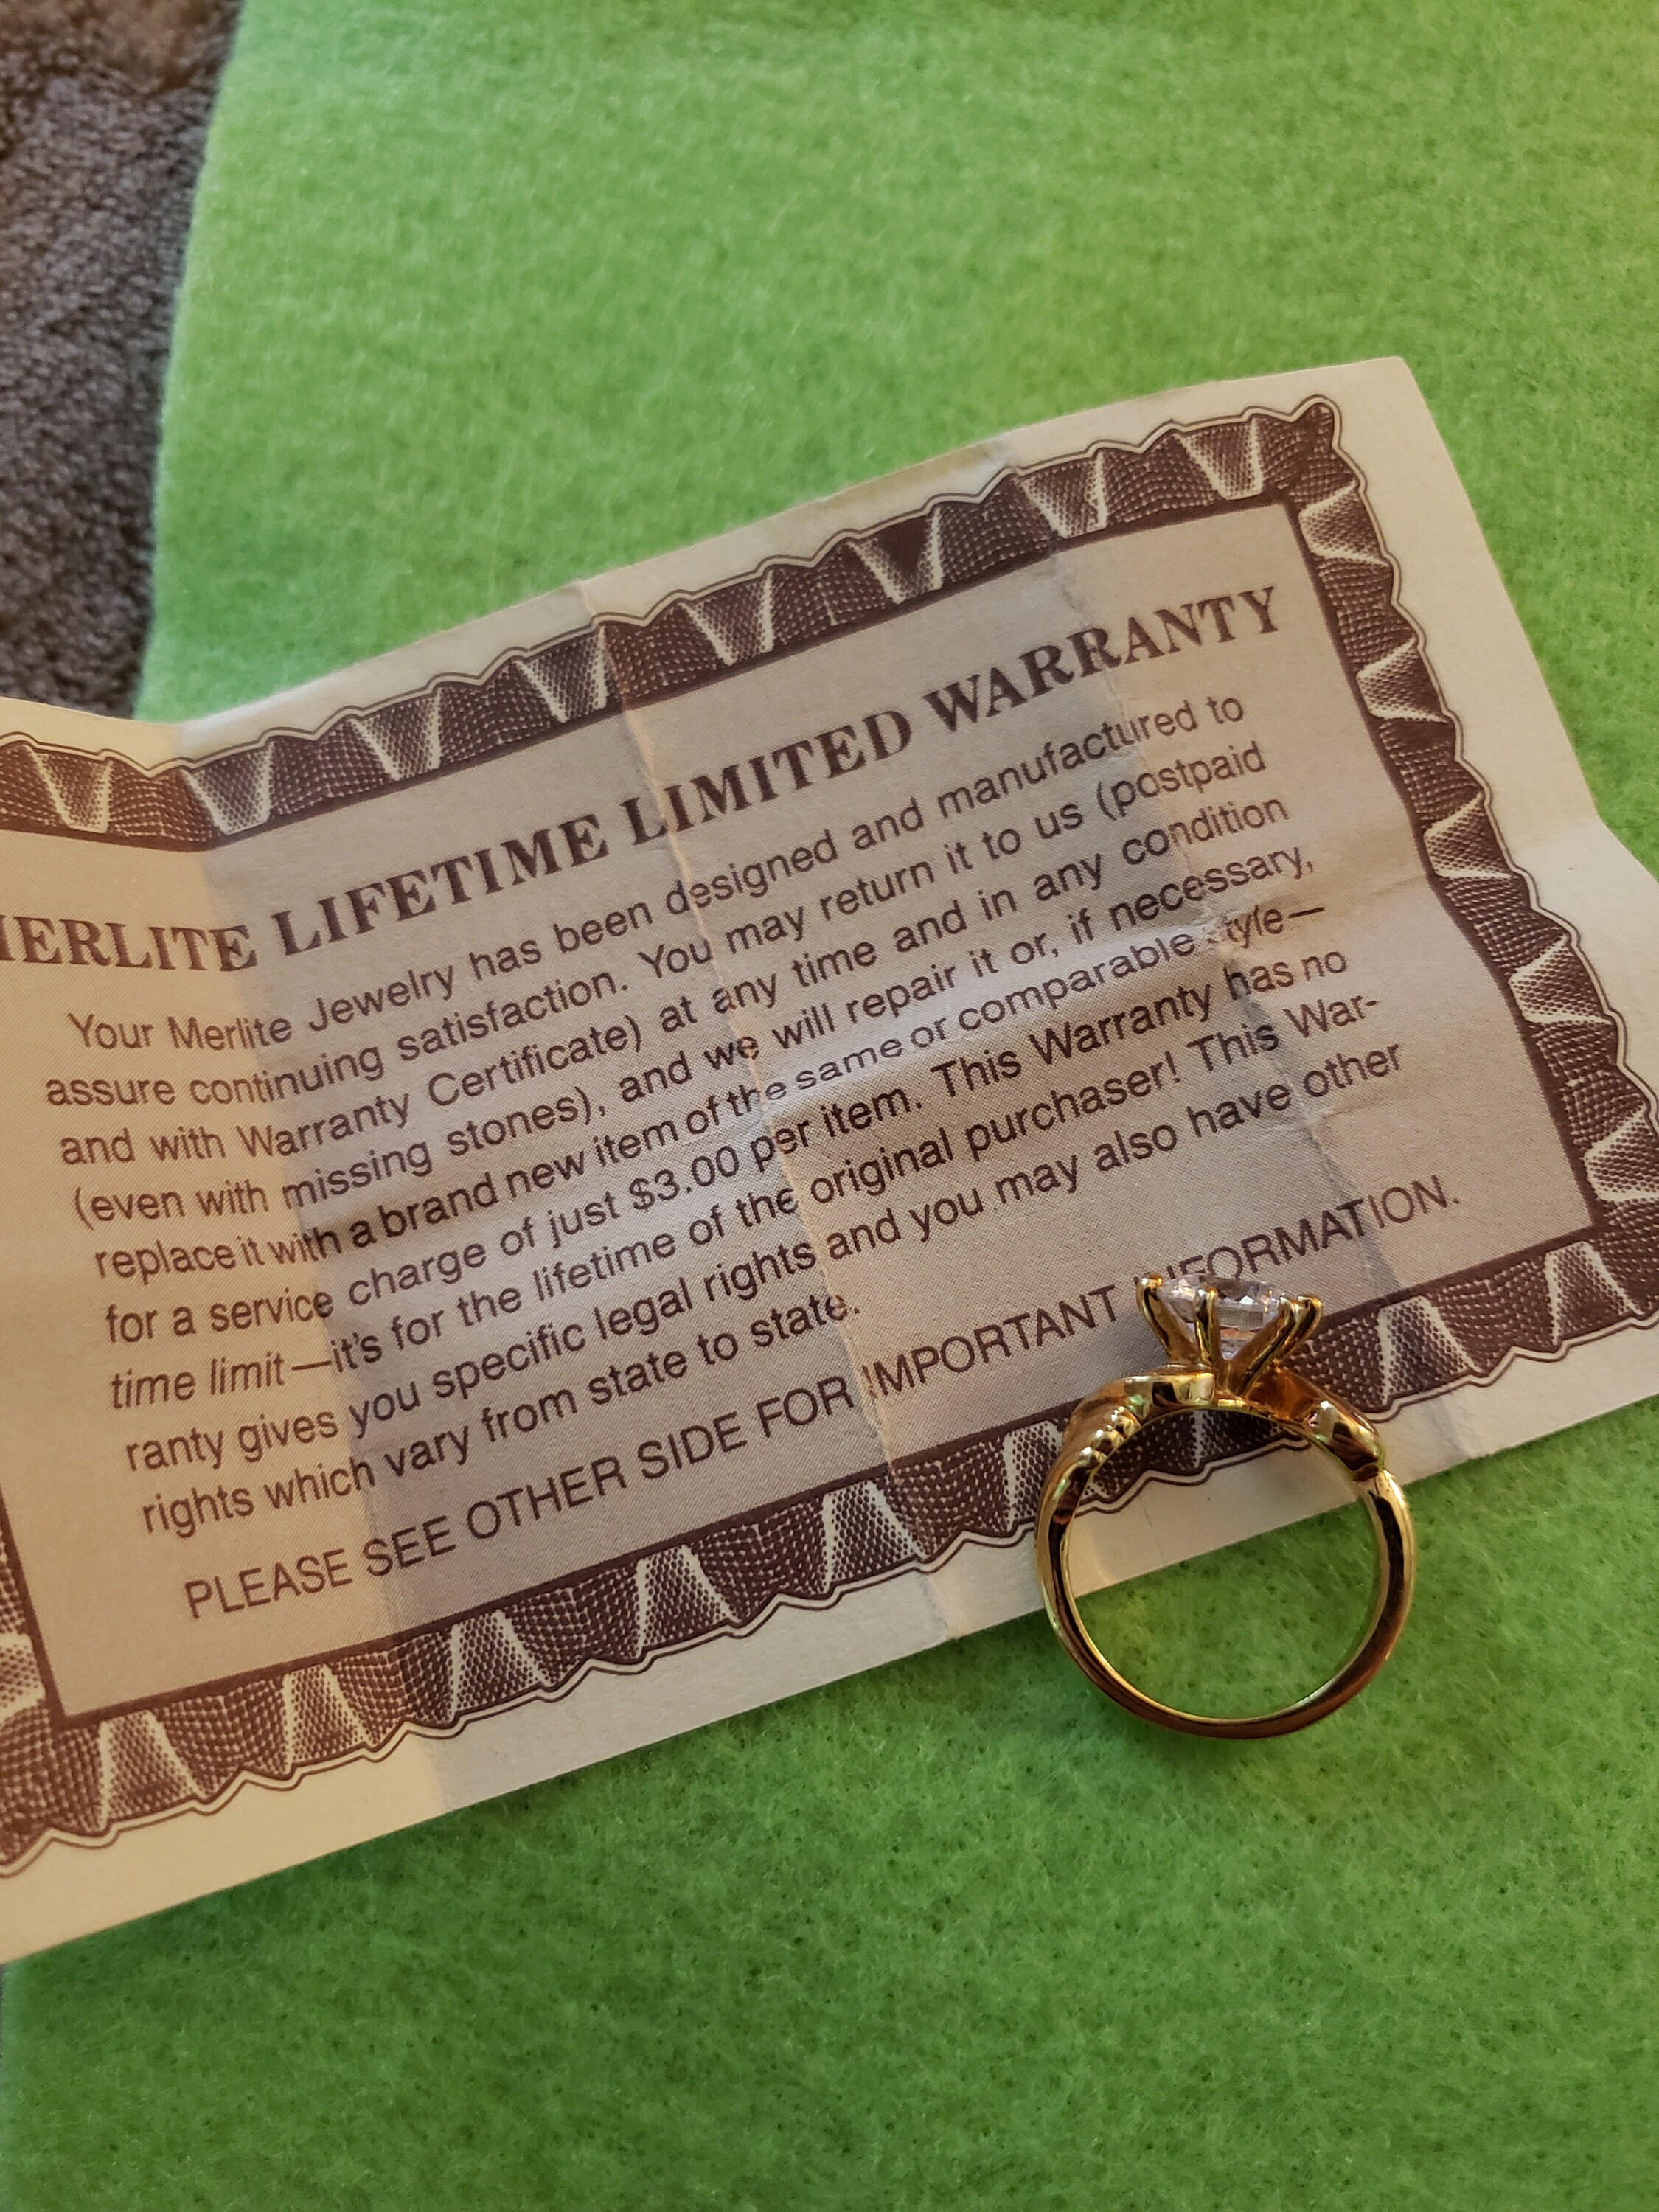 MERLITE LIFETIME LIMITED WARRANTY
Your Merlite Jewelry has been designed and manufactured to
assure continuing satisfaction. You may return it to us (postpaid
and with Warranty Certificate) at any time and in any condition
(even with missing stones), and we will repair it or, if necessary,
replace it with a brand new item of the same or comparable style—
for a service charge of just $3.00 per item. This Warranty has no
time limit—it's for the lifetime of the original purchaser! This War-
ranty gives you specific legal rights and you may also have other
rights which vary from state to state.
PLEASE SEE OTHER SIDE FOR IMPORTANT INFORMATION.